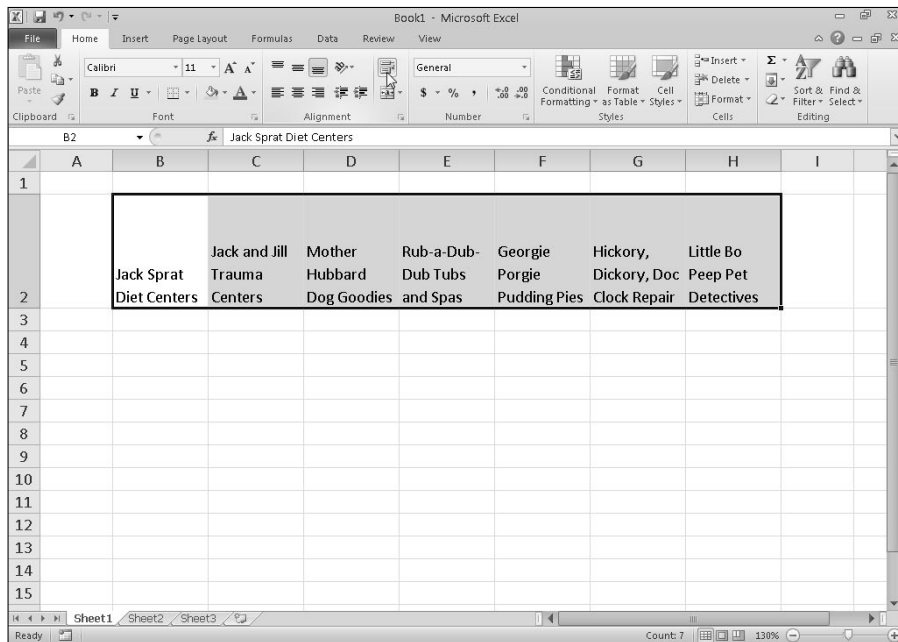 Book1 - Microsoft Excel
File Home Insert Page Layout Formulas Data Review View
Calibri 11 A A General
Paste B I U A $ % , .0 .00 .00 .0
Conditional Formatting Format as Table Cell Styles
Insert Delete Format
Σ Sort & Filter Find & Select
Clipboard Font Alignment Number Styles Cells Editing
B2 fx Jack Sprat Diet Centers
A B C D E F G H I
1
2
Jack Sprat
Diet Centers
Jack and Jill
Trauma
Centers
Mother
Hubbard
Dog Goodies
Rub-a-Dub-
Dub Tubs
and Spas
Georgie
Porgie
Pudding Pies
Hickory,
Dickory, Doc
Clock Repair
Little Bo
Peep Pet
Detectives
3
4
5
6
7
8
9
10
11
12
13
14
15
Sheet1 Sheet2 Sheet3
Ready Count: 7 130%